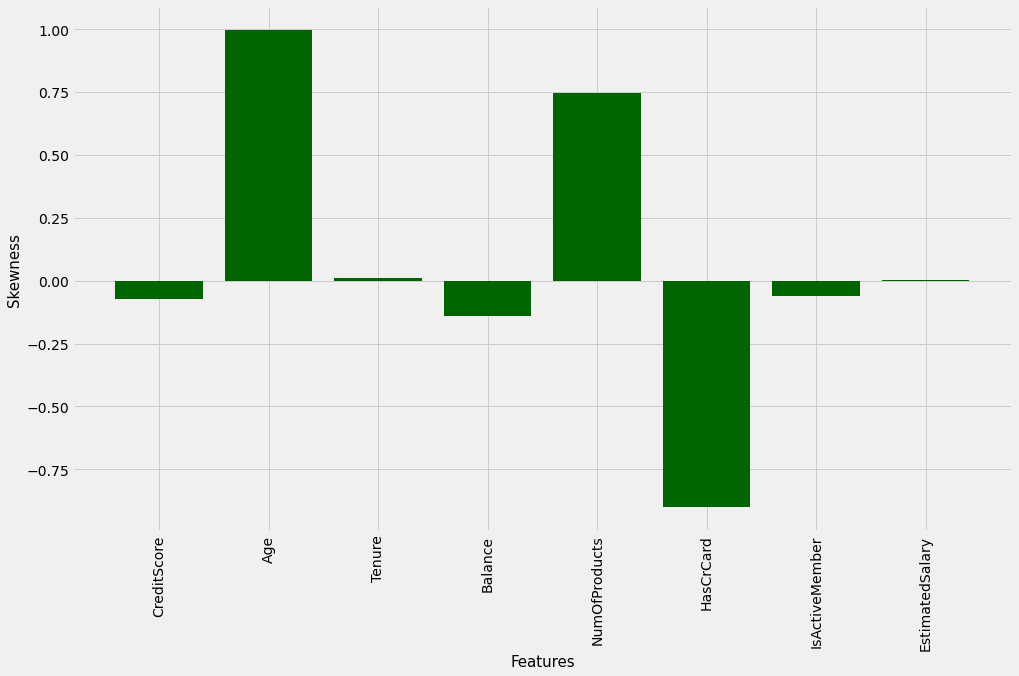 1.00
0.75
0.50
0.25
0.00
−0.25
−0.50
−0.75
Skewness
CreditScore
Age
Tenure
Balance
NumOfProducts
HasCrCard
IsActiveMember
EstimatedSalary
Features